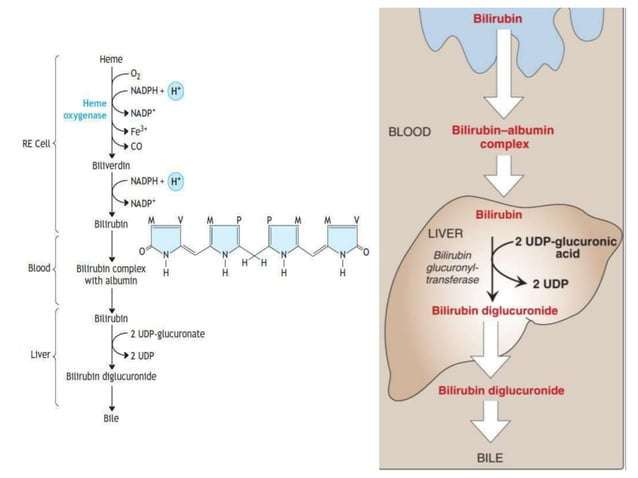 Heme
O2
NADPH + H+
Heme
oxygenase
NADP+
Fe3+
CO
RE Cell
Biliverdin
NADPH + H+
NADP+
Bilirubin
M V M P P M M V
O N N N N O
H H H H H H
Blood
Bilirubin complex
with albumin
Bilirubin
2 UDP-glucuronate
Liver
2 UDP
Bilirubin diglucuronide
Bile
Bilirubin
BLOOD
Bilirubin–albumin
complex
Bilirubin
LIVER
2 UDP-glucuronic
acid
Bilirubin
glucuronyl-
transferase
2 UDP
Bilirubin diglucuronide
Bilirubin diglucuronide
BILE